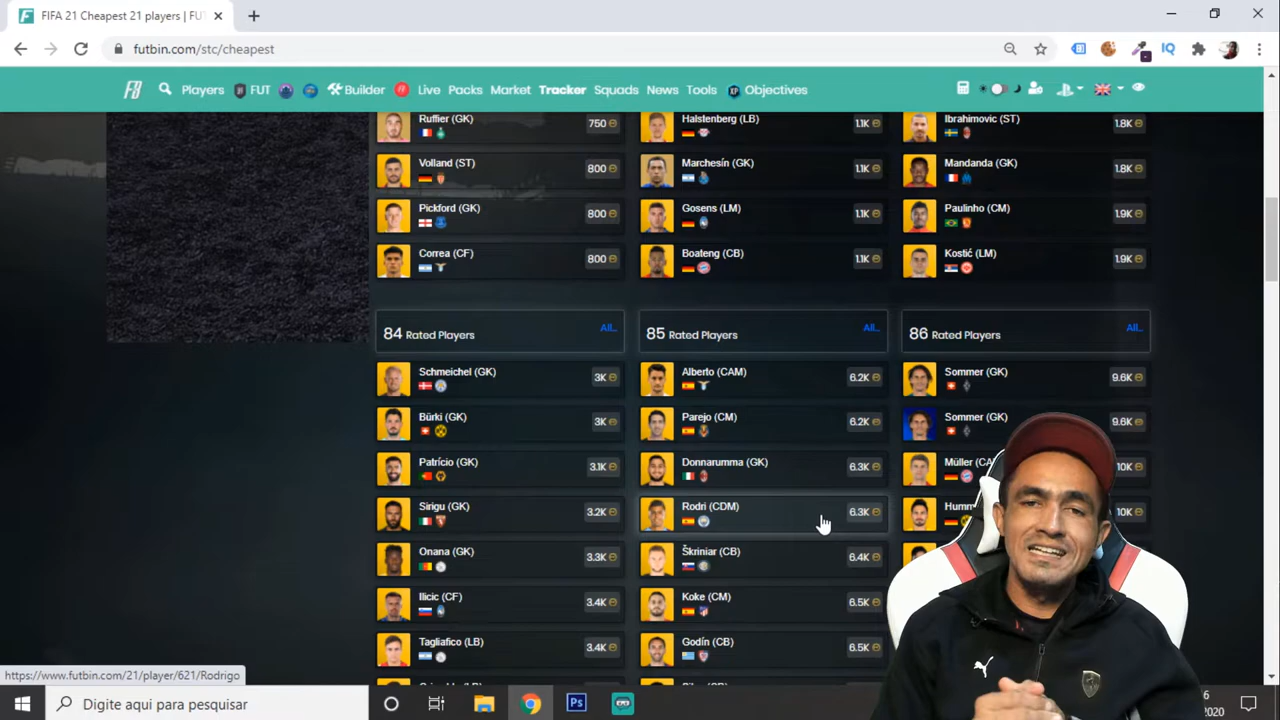 FIFA 21 Cheapest 21 players | FUT
futbin.com/stc/cheapest
IQ
Players FUT Builder Live Packs Market Tracker Squads News Tools XP Objectives
Ruffier (GK) 750
Volland (ST) 800
Pickford (GK) 800
Correa (CF) 800
Halstenberg (LB) 1.1K
Marchesín (GK) 1.1K
Gosens (LM) 1.1K
Boateng (CB) 1.1K
Ibrahimovic (ST) 1.8K
Mandanda (GK) 1.8K
Paulinho (CM) 1.9K
Kostić (LM) 1.9K
84 Rated Players All...
Schmeichel (GK) 3K
Bürki (GK) 3K
Patrício (GK) 3.1K
Sirigu (GK) 3.2K
Onana (GK) 3.3K
Ilicic (CF) 3.4K
Tagliafico (LB) 3.4K
85 Rated Players All...
Alberto (CAM) 6.2K
Parejo (CM) 6.2K
Donnarumma (GK) 6.3K
Rodri (CDM) 6.3K
Škriniar (CB) 6.4K
Koke (CM) 6.5K
Godín (CB) 6.5K
86 Rated Players All...
Sommer (GK) 9.6K
Sommer (GK) 9.6K
Müller (CA 10K
Humm 10K
https://www.futbin.com/21/player/621/Rodrigo
Digite aqui para pesquisar
Ps
6
2020